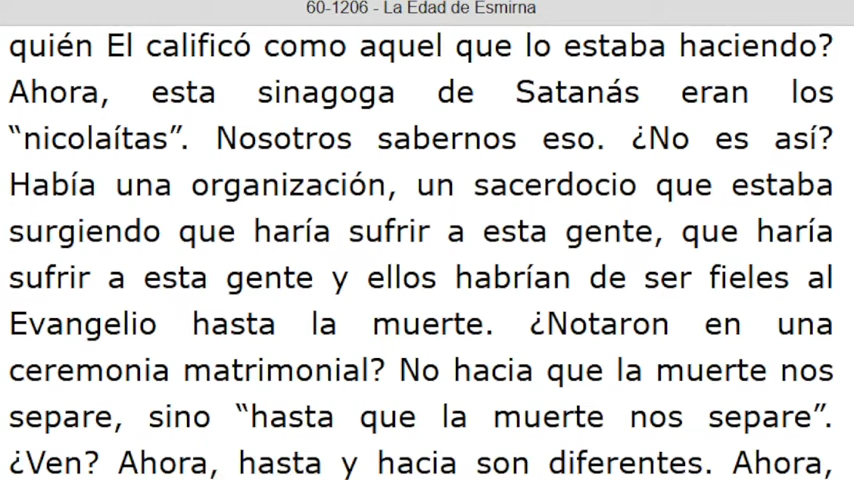 60-1206 - La Edad de Esmirna
quién El calificó como aquel que lo estaba haciendo?
Ahora, esta sinagoga de Satanás eran los
“nicolaítas”. Nosotros sabernos eso. ¿No es así?
Había una organización, un sacerdocio que estaba
surgiendo que haría sufrir a esta gente, que haría
sufrir a esta gente y ellos habrían de ser fieles al
Evangelio hasta la muerte. ¿Notaron en una
ceremonia matrimonial? No hacia que la muerte nos
separe, sino “hasta que la muerte nos separe”.
¿Ven? Ahora, hasta y hacia son diferentes. Ahora,